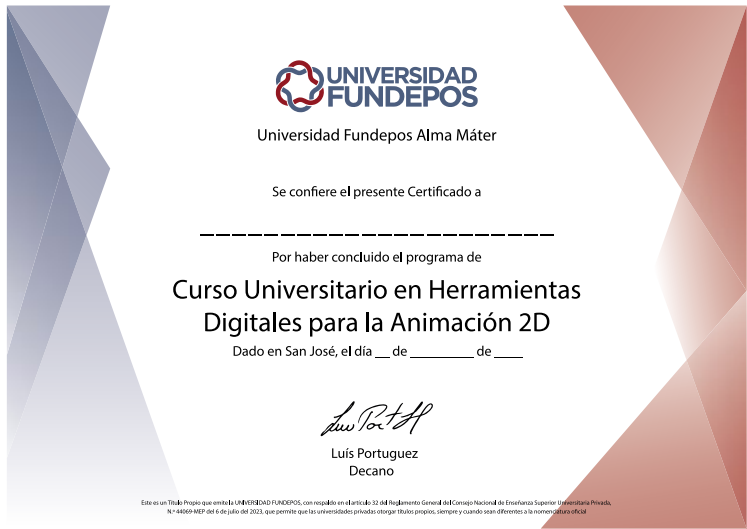 UNIVERSIDAD
FUNDEPOS
Universidad Fundepos Alma Máter
Se confiere el presente Certificado a
Por haber concluido el programa de
Curso Universitario en Herramientas
Digitales para la Animación 2D
Dado en San José, el día __ de ________ de ____
Luís Portuguez
Decano
Este es un Título Propio que emite la UNIVERSIDAD FUNDEPOS, con respaldo en el artículo 32 del Reglamento General del Consejo Nacional de Enseñanza Superior Universitaria Privada,
N.º 44069-MEP del 6 de julio del 2023, que permite que las universidades privadas otorgar títulos propios, siempre y cuando sean diferentes a la nomenclatura oficial